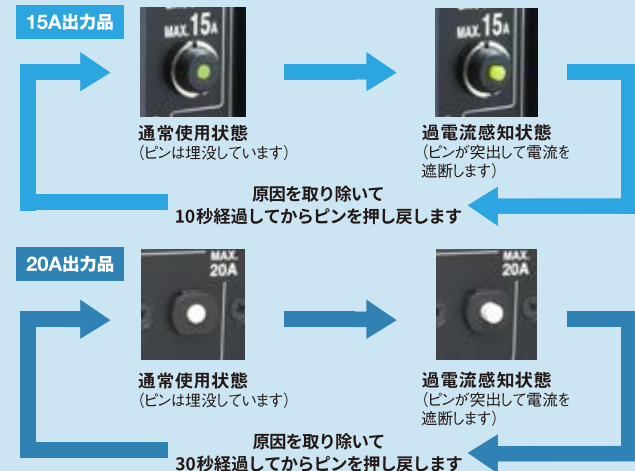 15A出力品
MAX.15A
MAX.15A
通常使用状態
(ピンは埋没しています)
過電流感知状態
(ピンが突出して電流を
遮断します)
原因を取り除いて
10秒経過してからピンを押し戻します
20A出力品
MAX.
20A
MAX.
20A
通常使用状態
(ピンは埋没しています)
過電流感知状態
(ピンが突出して電流を
遮断します)
原因を取り除いて
30秒経過してからピンを押し戻します